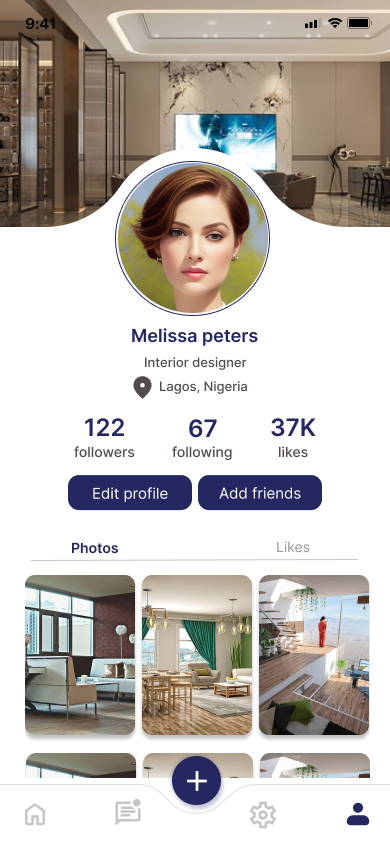 9:41
Melissa peters
Interior designer
Lagos, Nigeria
122 67 37K
followers following likes
Edit profile Add friends
Photos Likes